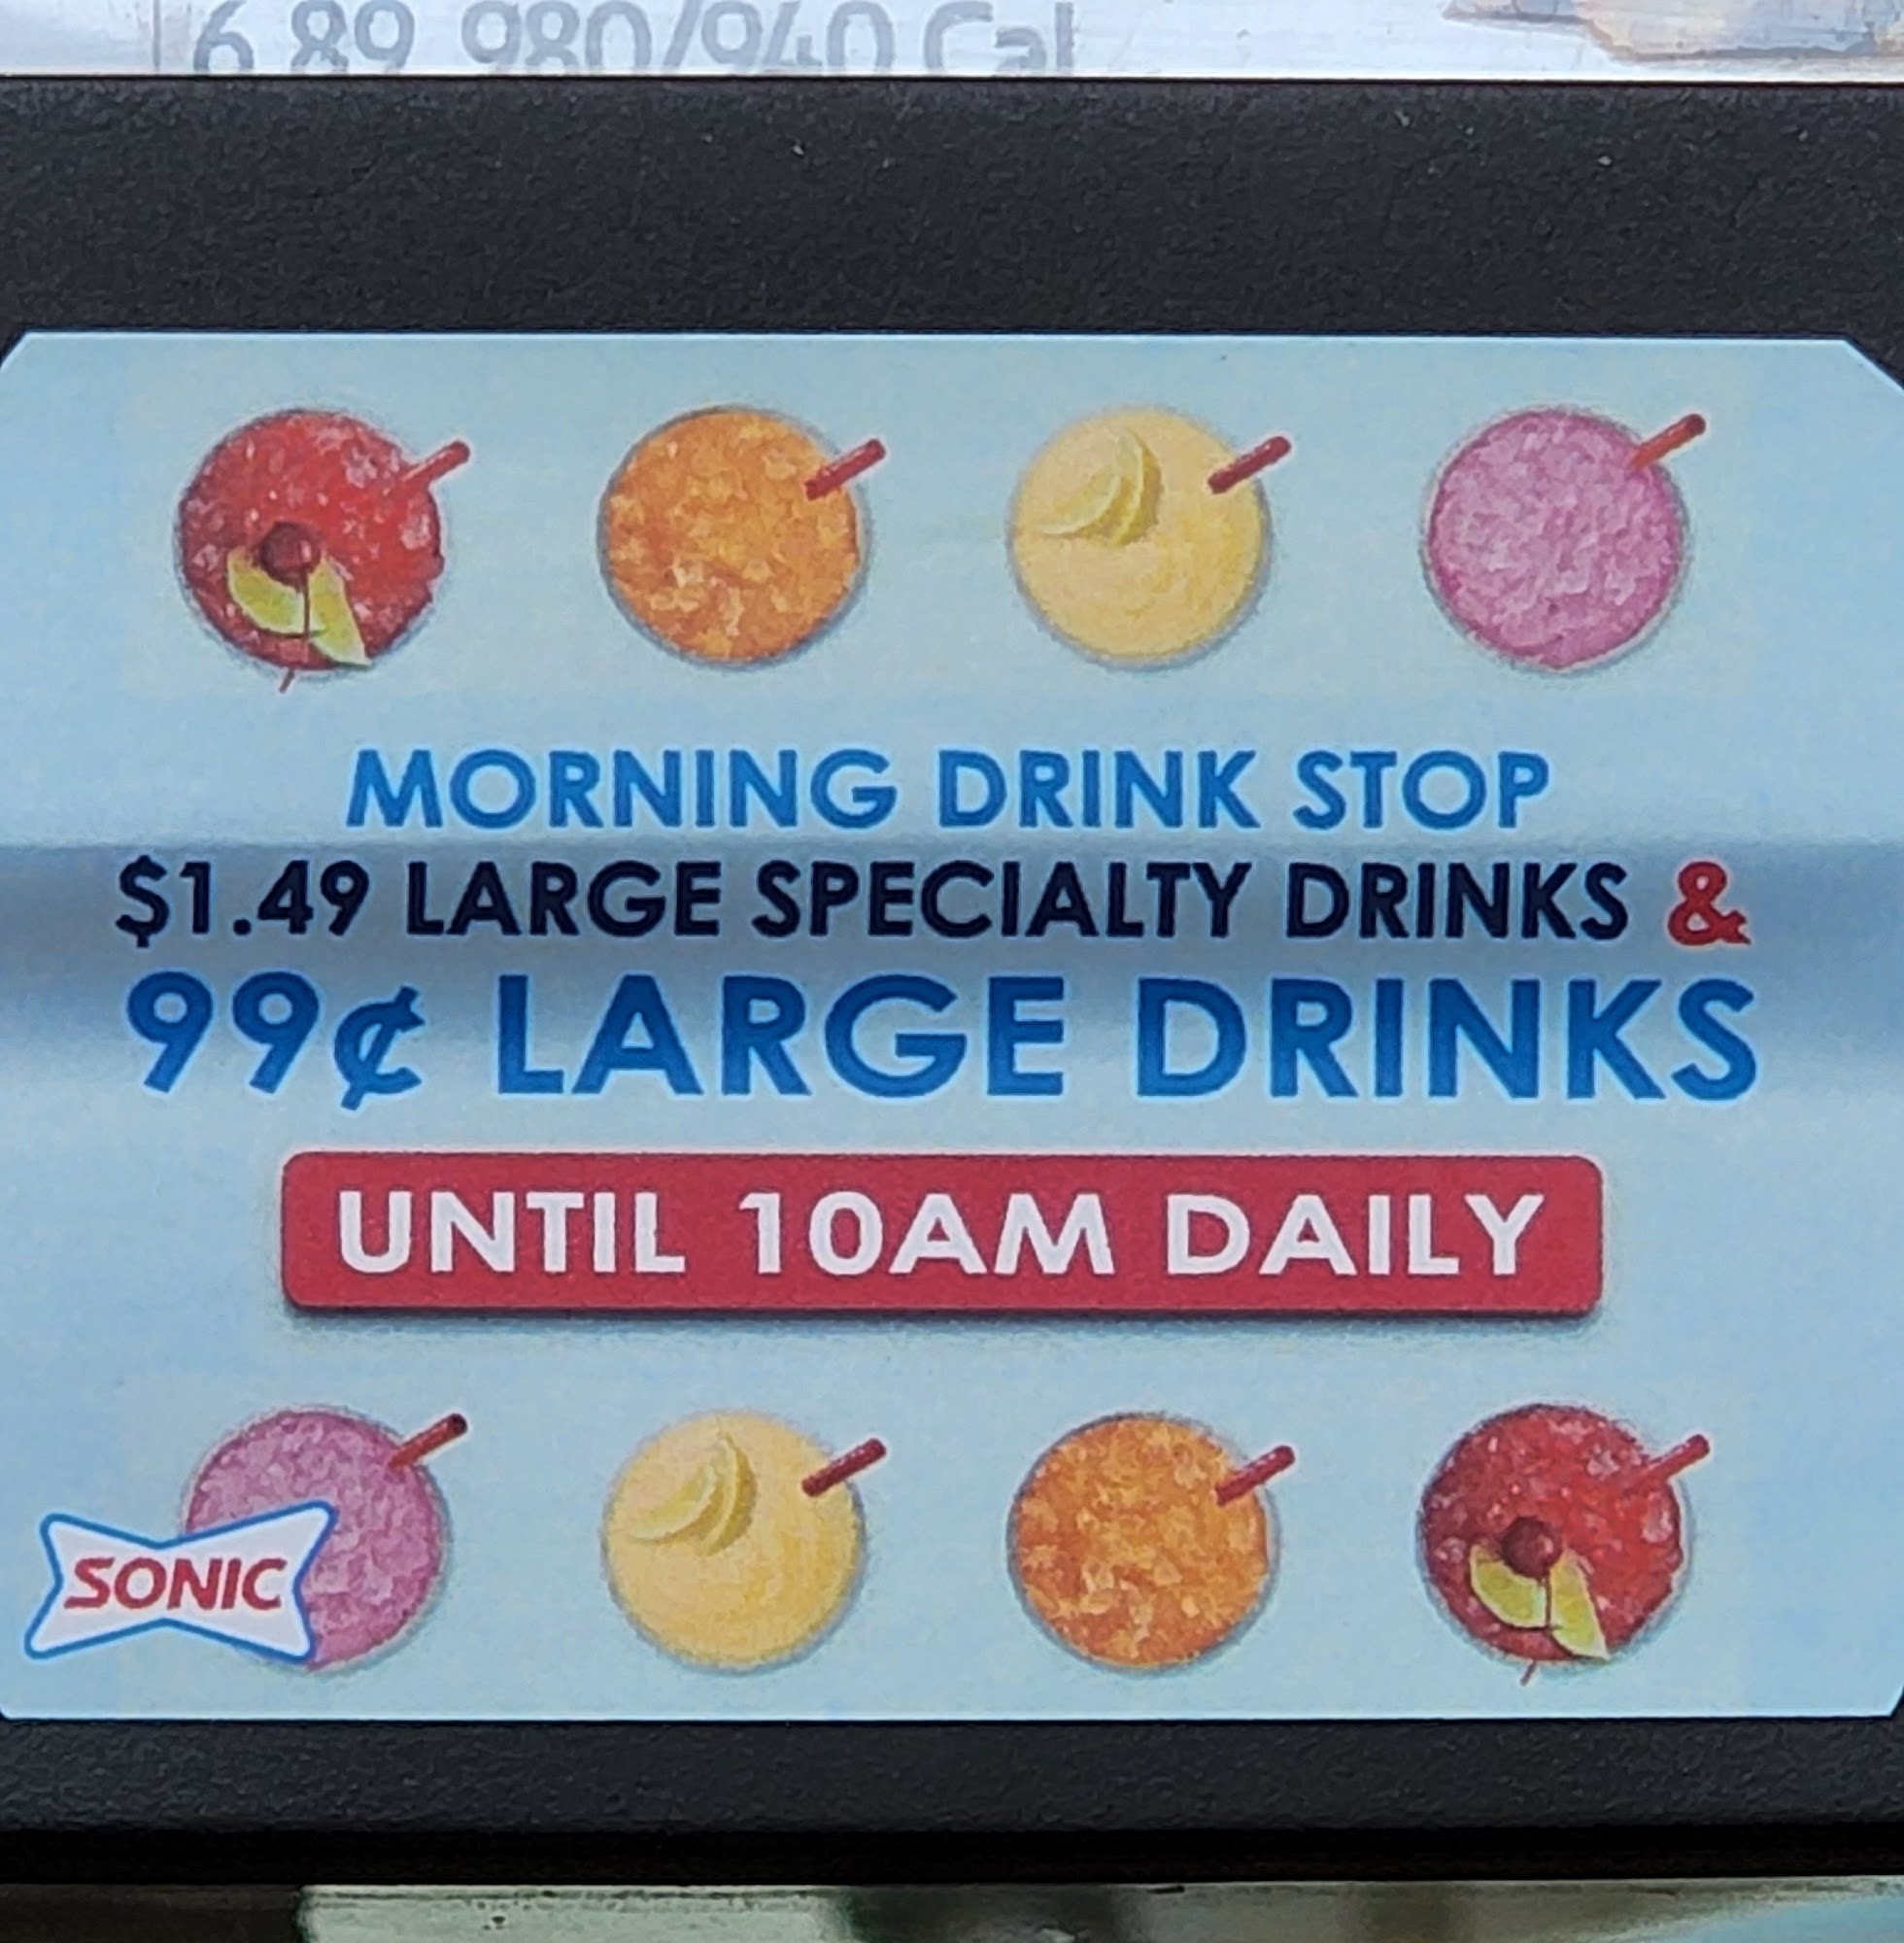 6.89 980/940 Cal
MORNING DRINK STOP
$1.49 LARGE SPECIALTY DRINKS &
99¢ LARGE DRINKS
UNTIL 10AM DAILY
SONIC